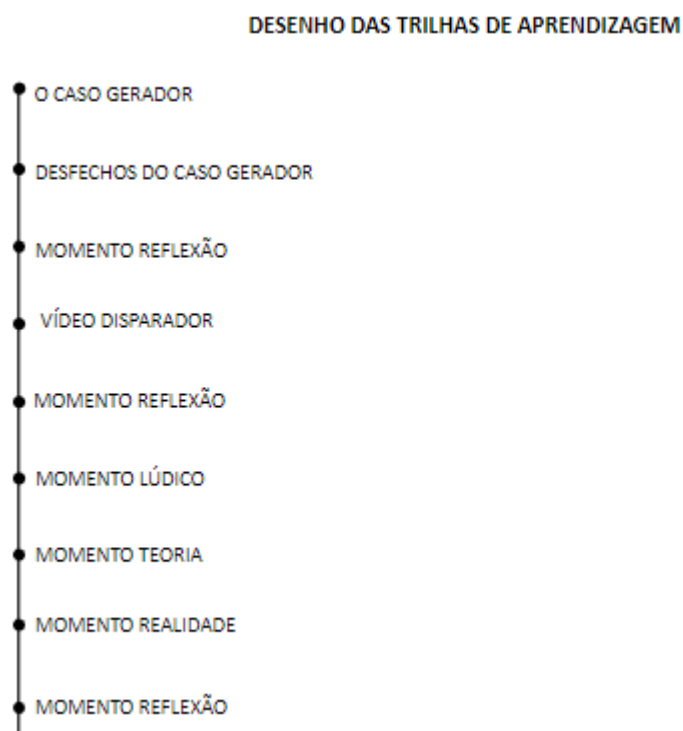 DESENHO DAS TRILHAS DE APRENDIZAGEM
O CASO GERADOR
DESFECHOS DO CASO GERADOR
MOMENTO REFLEXÃO
VÍDEO DISPARADOR
MOMENTO REFLEXÃO
MOMENTO LÚDICO
MOMENTO TEORIA
MOMENTO REALIDADE
MOMENTO REFLEXÃO